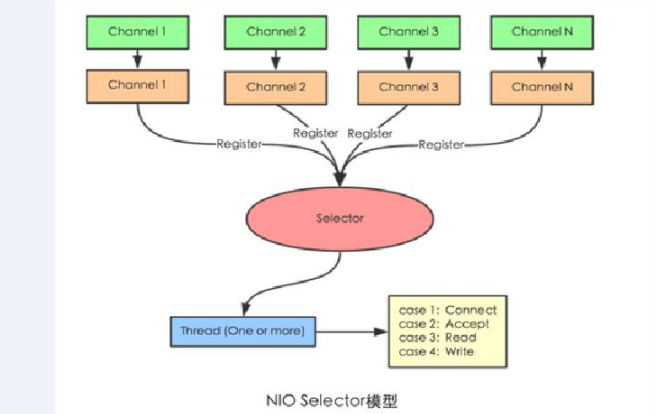 Channel 1
Channel 2
Channel 3
Channel N
Channel 1
Channel 2
Channel 3
Channel N
Register
Register
Register
Register
Selector
Thread (One or more)
case 1: Connect
case 2: Accept
case 3: Read
case 4: Write
NIO Selector模型